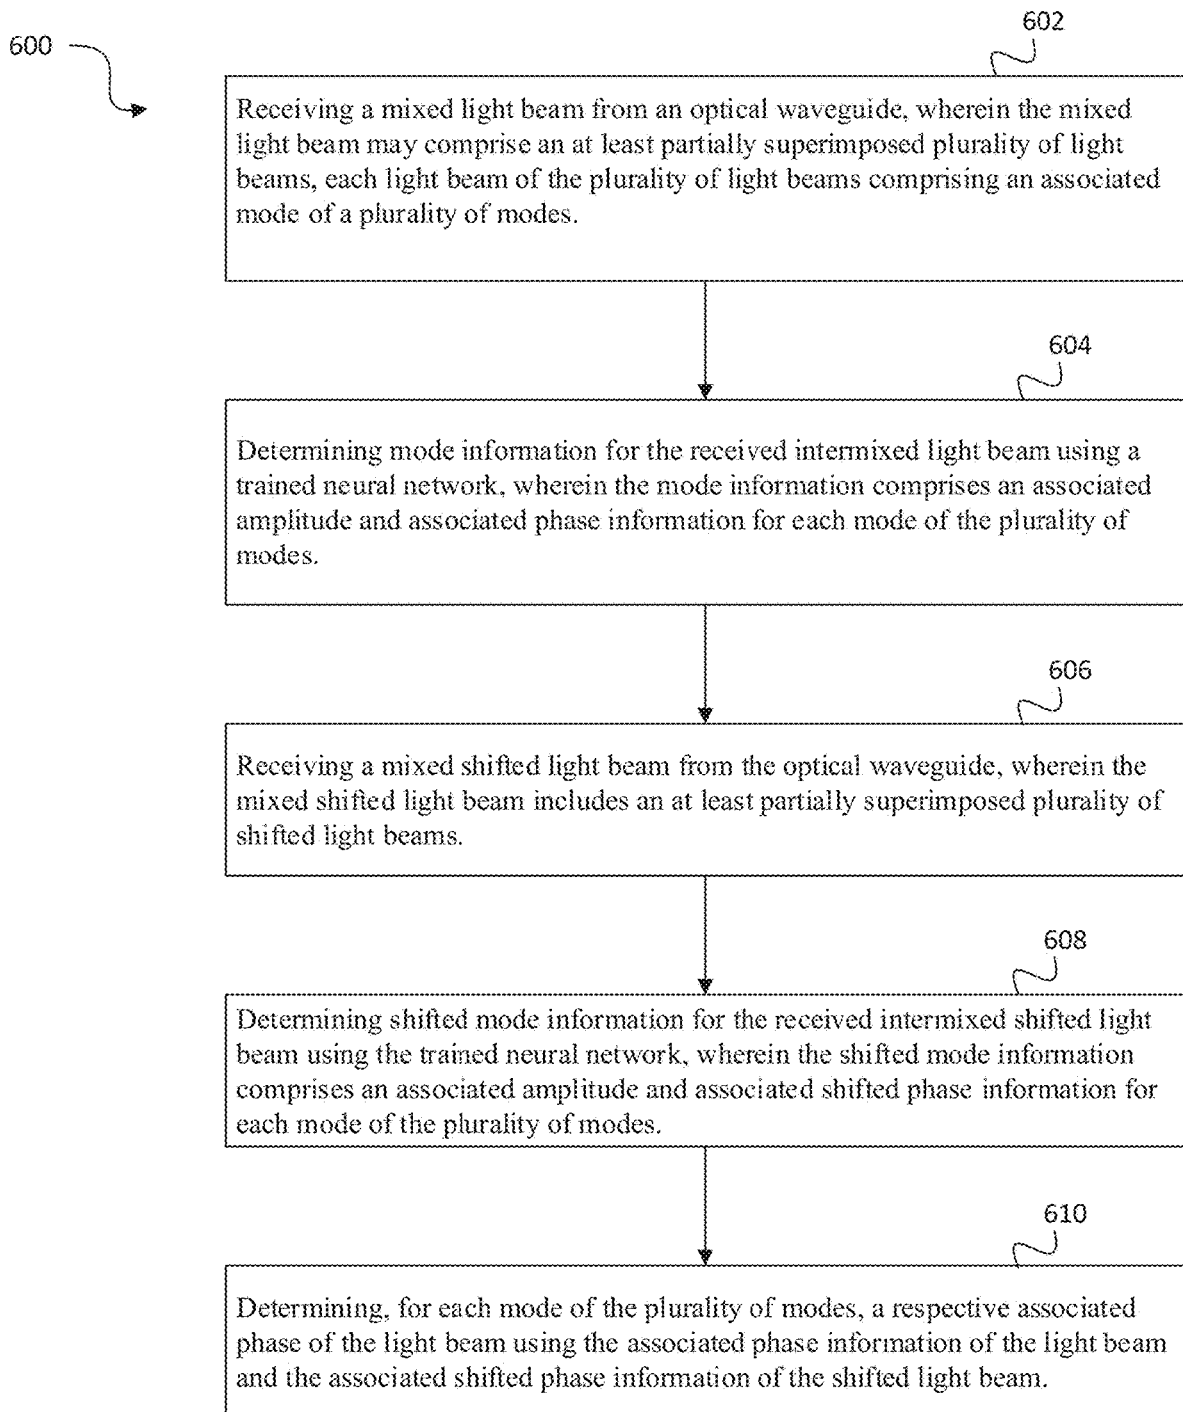 602
600
Receiving a mixed light beam from an optical waveguide, wherein the mixed
light beam may comprise an at least partially superimposed plurality of light
beams, each light beam of the plurality of light beams comprising an associated
mode of a plurality of modes.
604
Determining mode information for the received intermixed light beam using a
trained neural network, wherein the mode information comprises an associated
amplitude and associated phase information for each mode of the plurality of
modes.
606
Receiving a mixed shifted light beam from the optical waveguide, wherein the
mixed shifted light beam includes an at least partially superimposed plurality of
shifted light beams.
608
Determining shifted mode information for the received intermixed shifted light
beam using the trained neural network, wherein the shifted mode information
comprises an associated amplitude and associated shifted phase information for
each mode of the plurality of modes.
610
Determining, for each mode of the plurality of modes, a respective associated
phase of the light beam using the associated phase information of the light beam
and the associated shifted phase information of the shifted light beam.